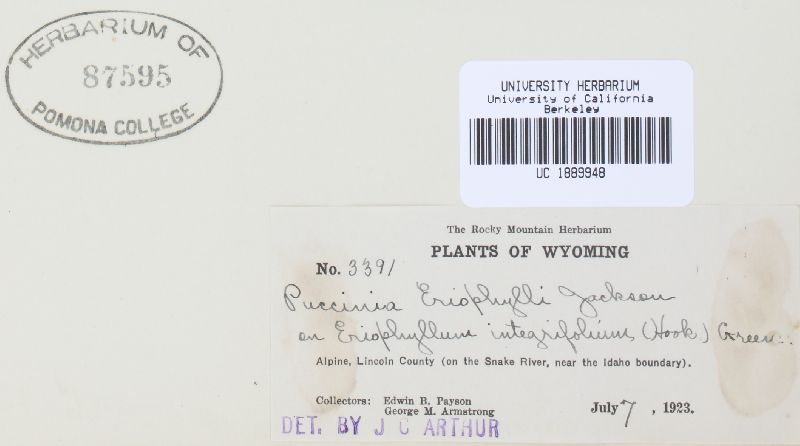 HERBARIUM OF
87595
POMONA COLLEGE
UNIVERSITY HERBARIUM
University of California
Berkeley
UC 1889948
The Rocky Mountain Herbarium
PLANTS OF WYOMING
No. 3391
Puccinia Eriophylli Jackson
on Eriophyllum integrifolium (Hook) Green..
Alpine, Lincoln County (on the Snake River, near the Idaho boundary).
Collectors: Edwin B. Payson
George M. Armstrong
July 7, 1923.
DET. BY J C ARTHUR